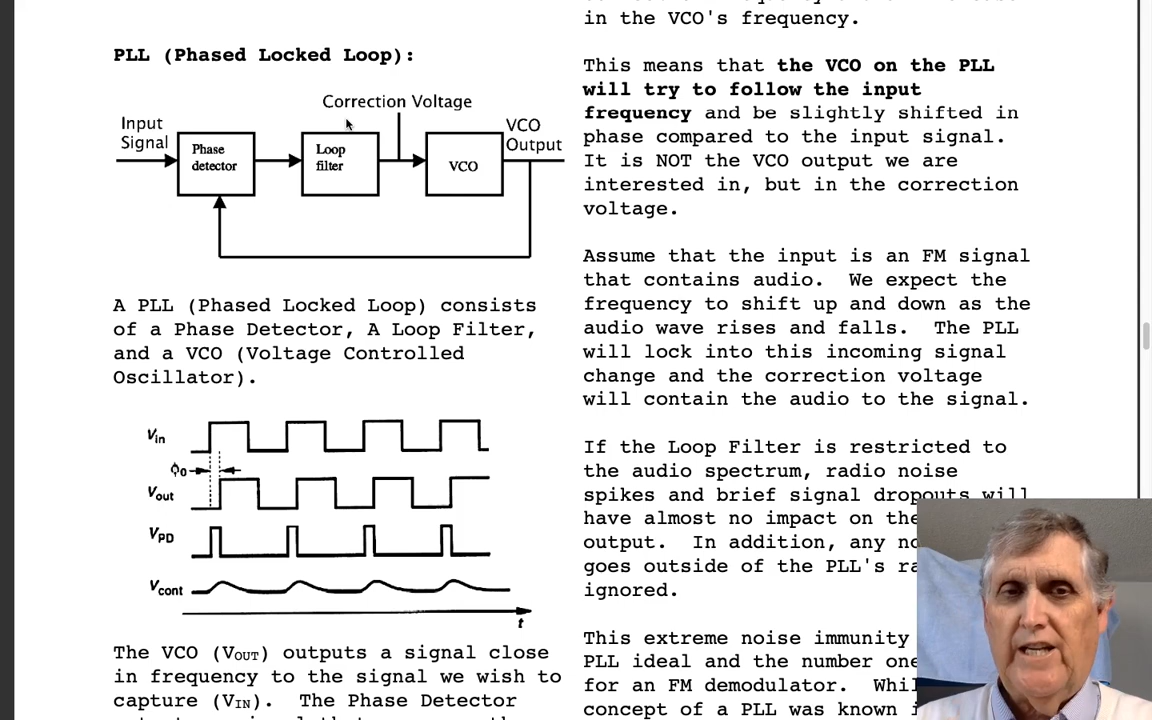 PLL (Phased Locked Loop):
Correction Voltage
Input
Signal
VCO
Output
Phase
detector
Loop
filter
VCO
A PLL (Phased Locked Loop) consists
of a Phase Detector, A Loop Filter,
and a VCO (Voltage Controlled
Oscillator).
Vin
ϕo
Vout
VPD
Vcont
t
The VCO (VOUT) outputs a signal close
in frequency to the signal we wish to
capture (VIN).  The Phase Detector
in the VCO's frequency.
This means that the VCO on the PLL
will try to follow the input
frequency and be slightly shifted in
phase compared to the input signal.
It is NOT the VCO output we are
interested in, but in the correction
voltage.
Assume that the input is an FM signal
that contains audio.  We expect the
frequency to shift up and down as the
audio wave rises and falls.  The PLL
will lock into this incoming signal
change and the correction voltage
will contain the audio to the signal.
If the Loop Filter is restricted to
the audio spectrum, radio noise
spikes and brief signal dropouts will
have almost no impact on the
output.  In addition, any
goes outside of the PLL's
ignored.
This extreme noise immunity
PLL ideal and the number one
for an FM demodulator.
concept of a PLL was known